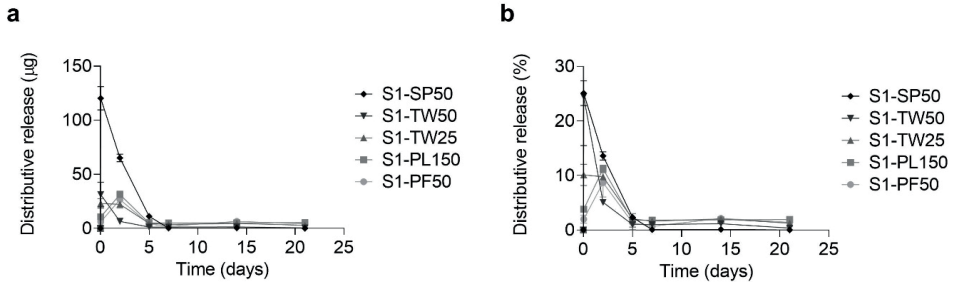 a
Distributive release (µg)
150
100
50
0
0 5 10 15 20 25
Time (days)
S1-SP50
S1-TW50
S1-TW25
S1-PL150
S1-PF50
b
Distributive release (%)
30
20
10
0
0 5 10 15 20 25
Time (days)
S1-SP50
S1-TW50
S1-TW25
S1-PL150
S1-PF50